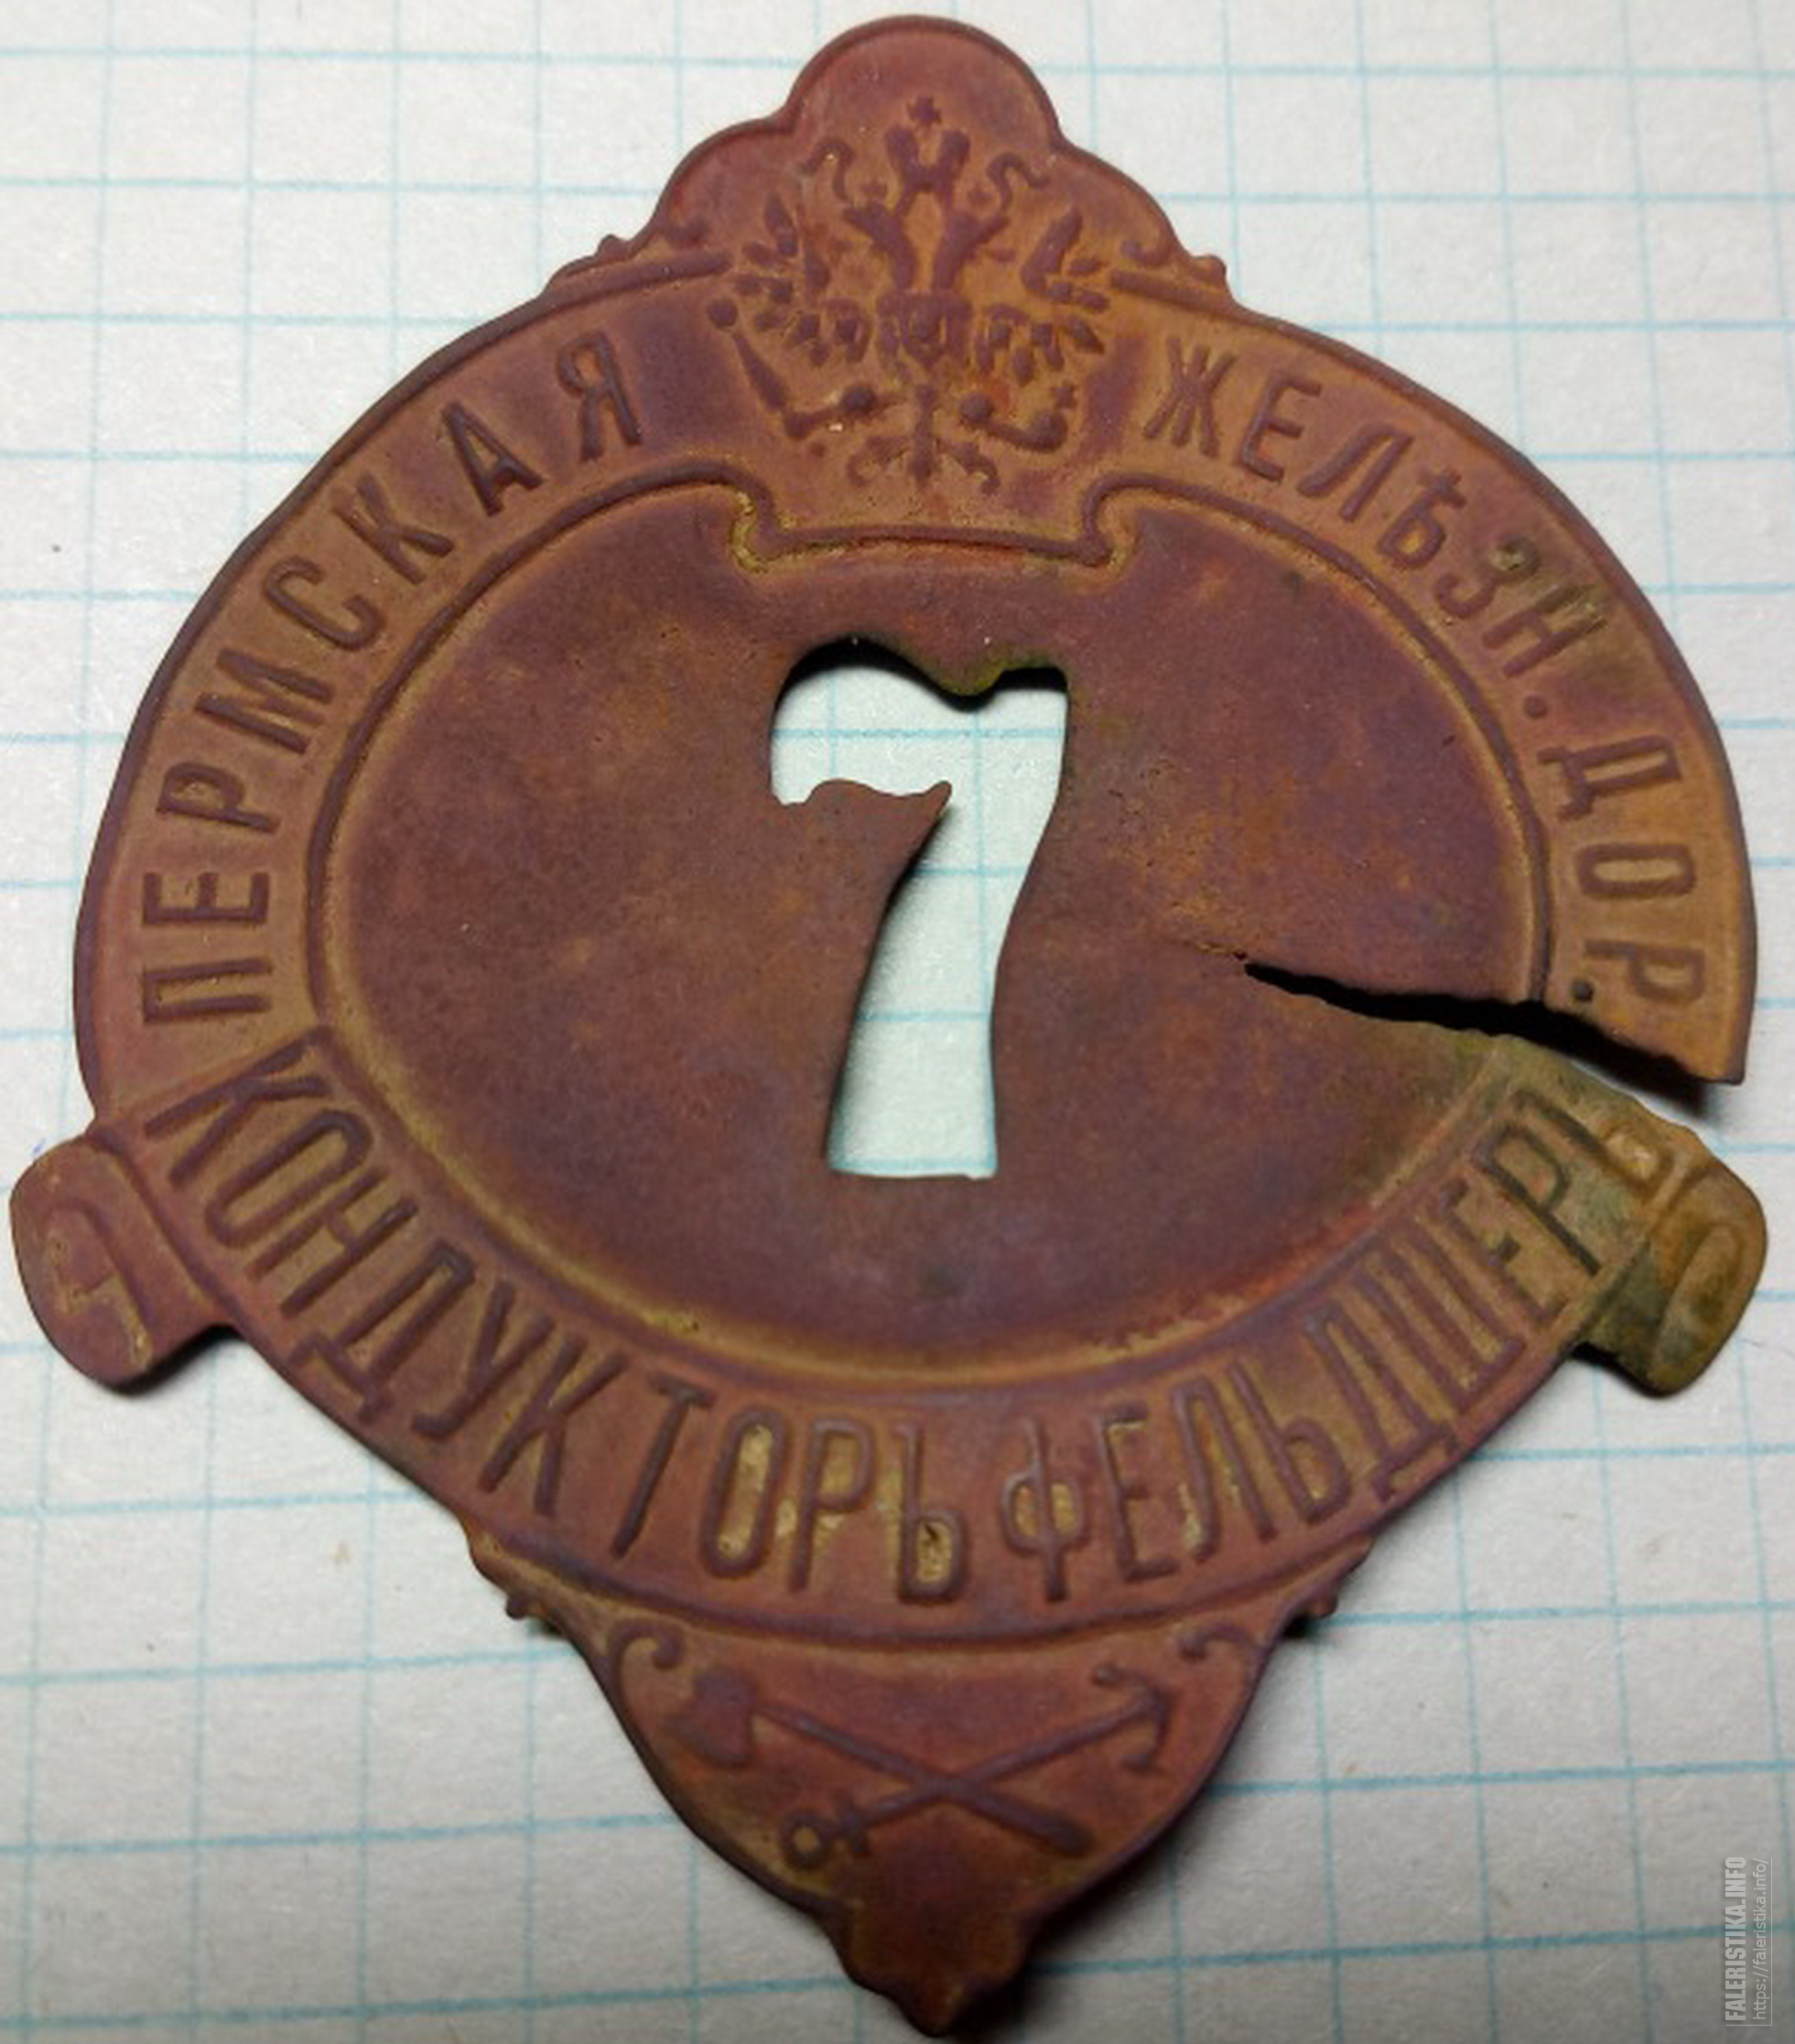 ПЕРМСКАЯ ЖЕЛѢЗН. ДОР.
7
КОНДУКТОРЪ ФЕЛЬДШЕРЪ
FALERISTIKA.INFO
https://faleristika.info/